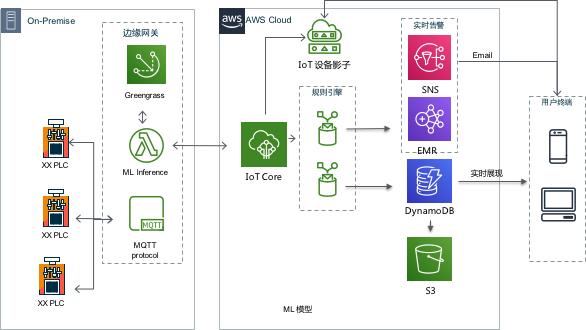 On-Premise
边缘网关
Greengrass
ML Inference
MQTT
MQTT
protocol
XX PLC
XX PLC
XX PLC
aws
AWS Cloud
IoT 设备影子
IoT Core
规则引擎
实时告警
SNS
EMR
DynamoDB
S3
ML 模型
Email
实时展现
用户终端